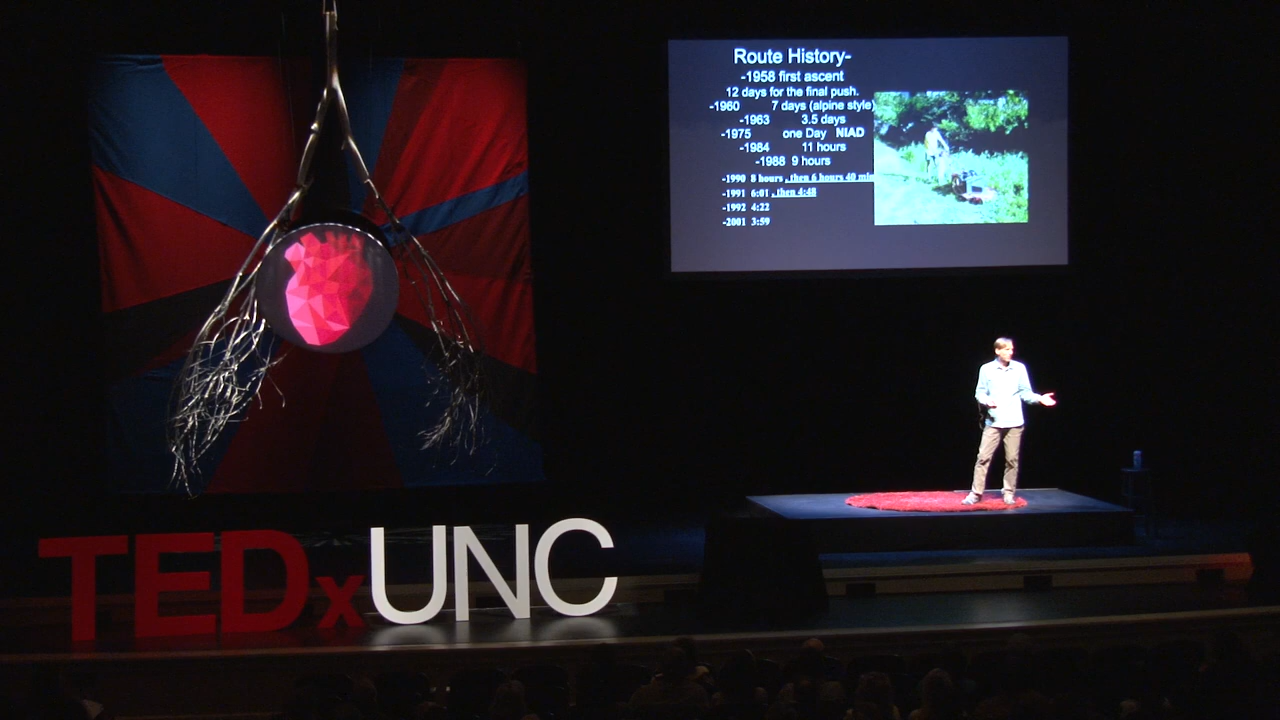 Route History-
-1958 first ascent
12 days for the final push.
-1960 7 days (alpine style)
-1963 3.5 days
-1975 one Day NIAD
-1984 11 hours
-1988 9 hours
-1990 8 hours , then 6 hours 40 min
-1991 6:01 , then 4:48
-1992 4:22
-2001 3:59
TEDxUNC